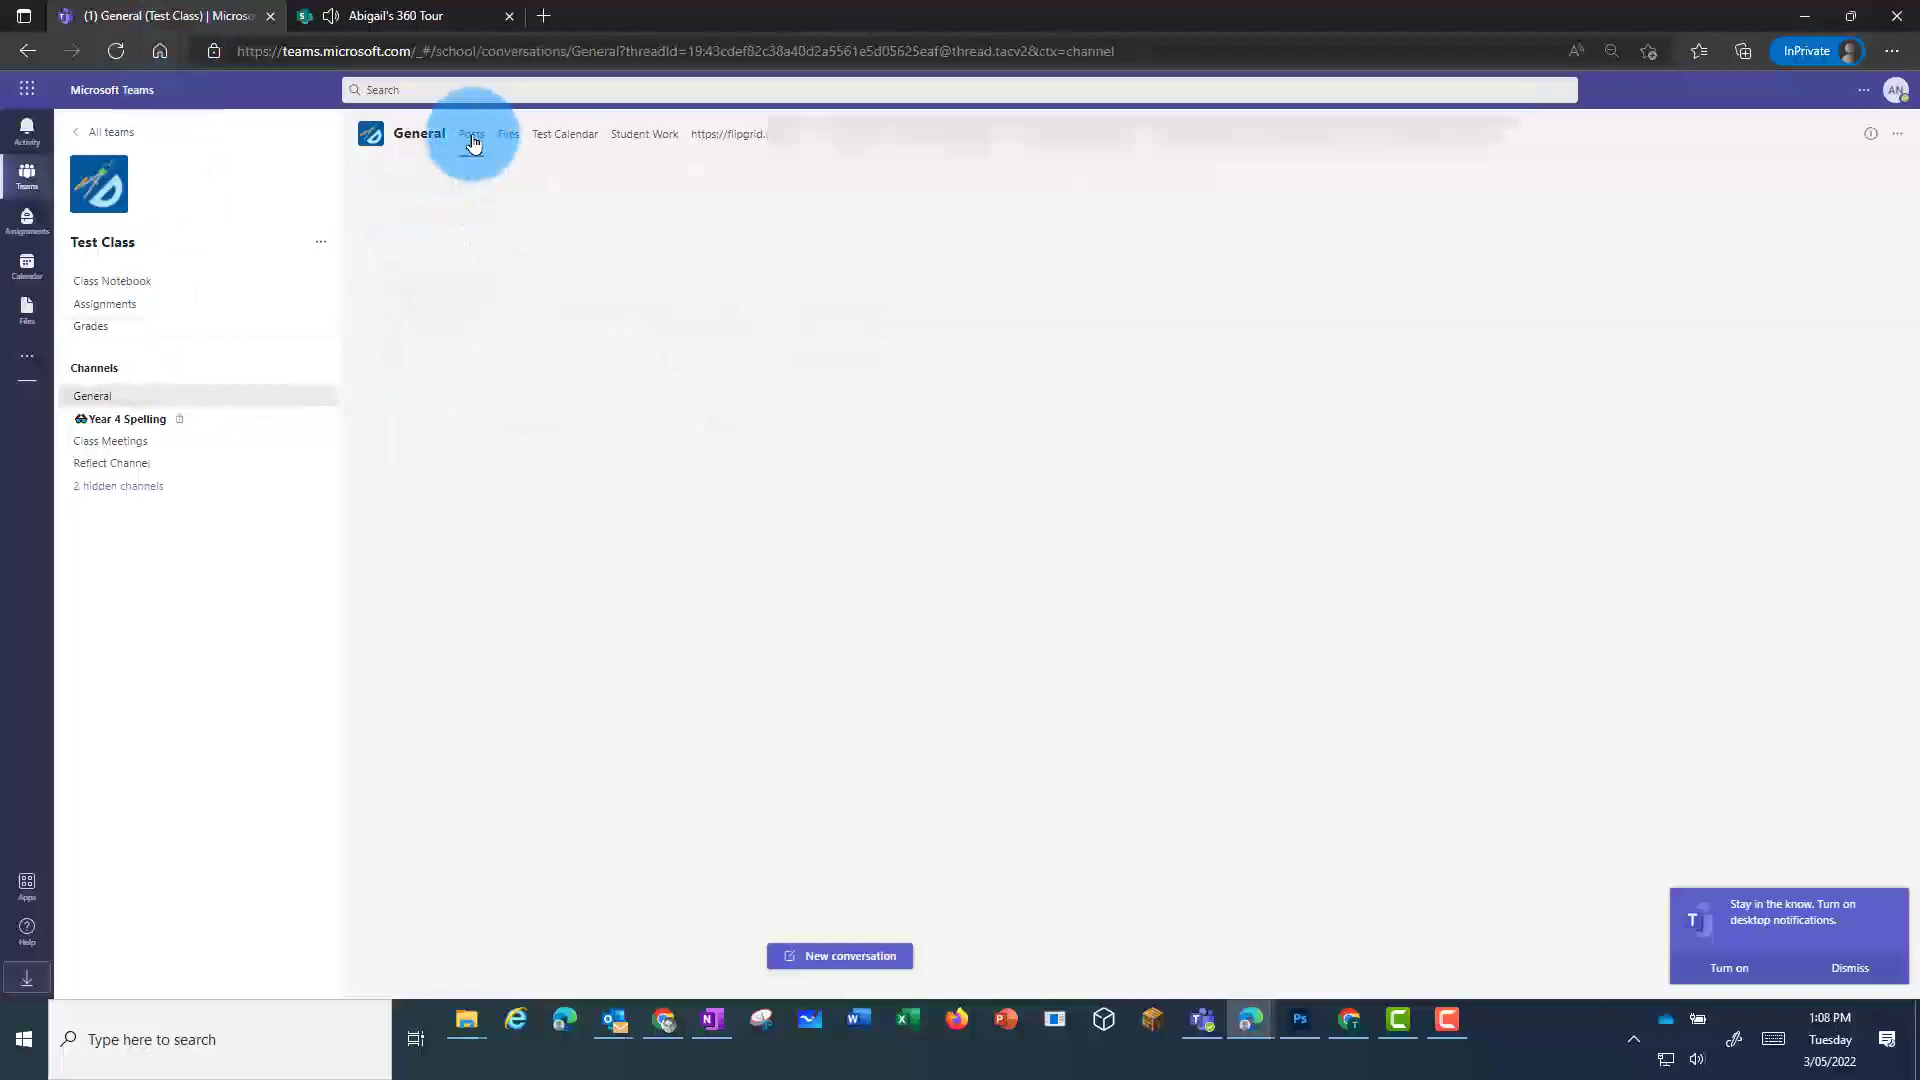 (1) General (Test Class) | Microso
Abigail's 360 Tour
https://teams.microsoft.com/_#/school/conversations/General?threadId=19:43cdef82c38a40d2a5561e5d05625eaf@thread.tacv2&ctx=channel
InPrivate
Microsoft Teams
Search
AN
Activity
Teams
Assignments
Calendar
Files
Apps
Help
All teams
Test Class
Class Notebook
Assignments
Grades
Channels
General
Year 4 Spelling
Class Meetings
Reflect Channel
2 hidden channels
General
Posts
Files
Test Calendar
Student Work
https://flipgrid.
New conversation
Stay in the know. Turn on
desktop notifications.
Turn on
Dismiss
Type here to search
1:08 PM
Tuesday
3/05/2022